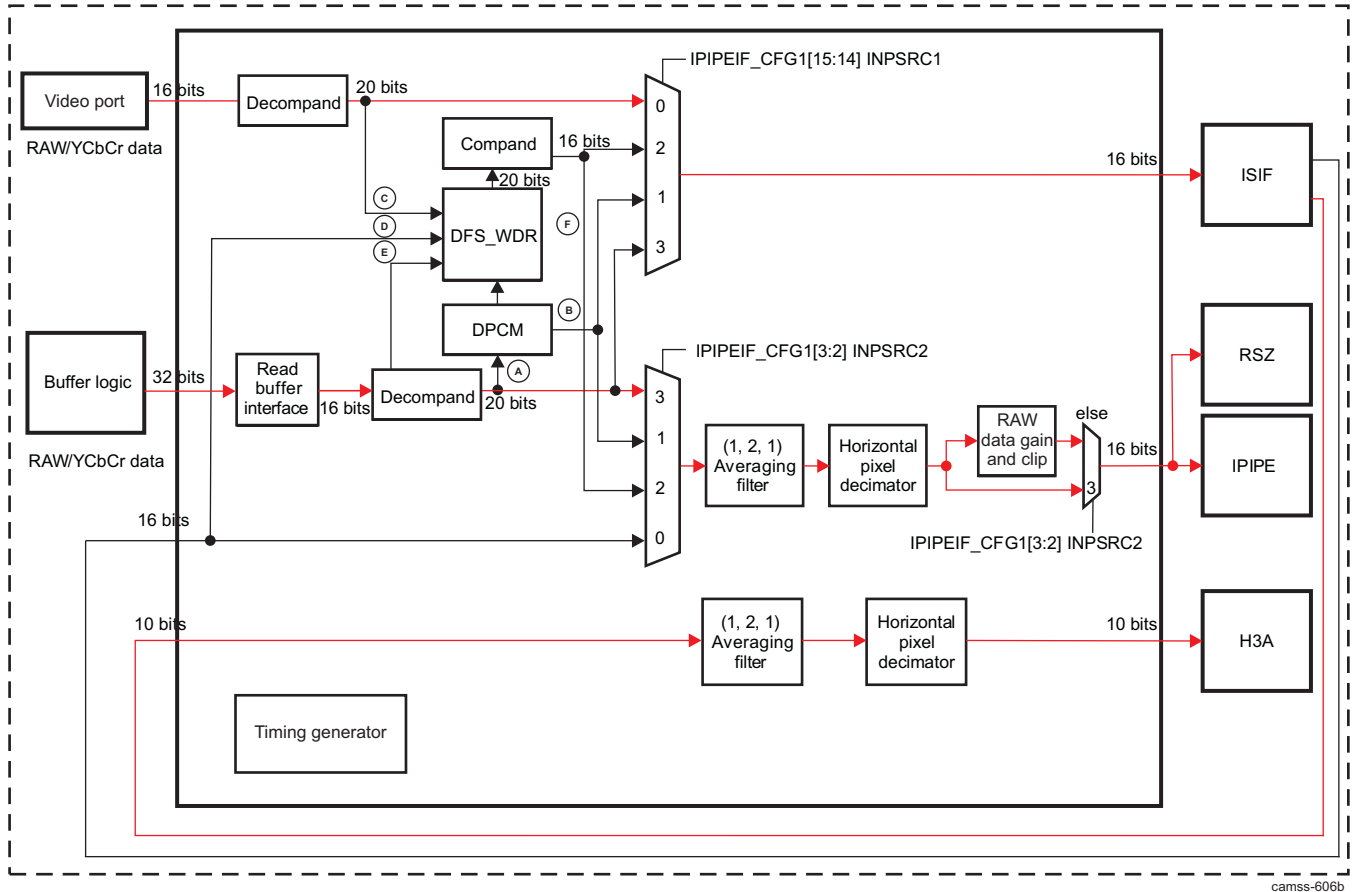 IPIPEIF_CFG1[15:14] INPSRC1
Video port
16 bits
Decompand
20 bits
0
RAW/YCbCr data
Compand
16 bits
2
20 bits
16 bits
ISIF
C
1
D
DFS_WDR
F
E
3
B
DPCM
IPIPEIF_CFG1[3:2] INPSRC2
RSZ
Buffer logic
32 bits
Read
buffer
interface
16 bits
Decompand
A
20 bits
3
else
RAW
data gain
and clip
1
(1, 2, 1)
Averaging
filter
Horizontal
pixel
decimator
16 bits
IPIPE
RAW/YCbCr data
2
3
16 bits
0
IPIPEIF_CFG1[3:2] INPSRC2
10 bits
(1, 2, 1)
Averaging
filter
Horizontal
pixel
decimator
10 bits
H3A
Timing generator
camss-606b